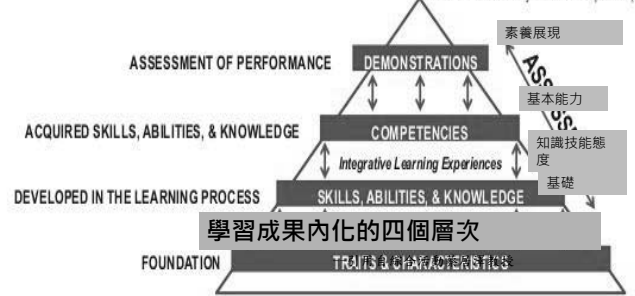 素養展現
ASSESSMENT OF PERFORMANCE
DEMONSTRATIONS
基本能力
ACQUIRED SKILLS, ABILITIES, & KNOWLEDGE
COMPETENCIES
知識技能態
度
Integrative Learning Experiences
基礎
DEVELOPED IN THE LEARNING PROCESS
SKILLS, ABILITIES, & KNOWLEDGE
學習成果內化的四個層次
FOUNDATION
TRAITS & CHARACTERISTICS